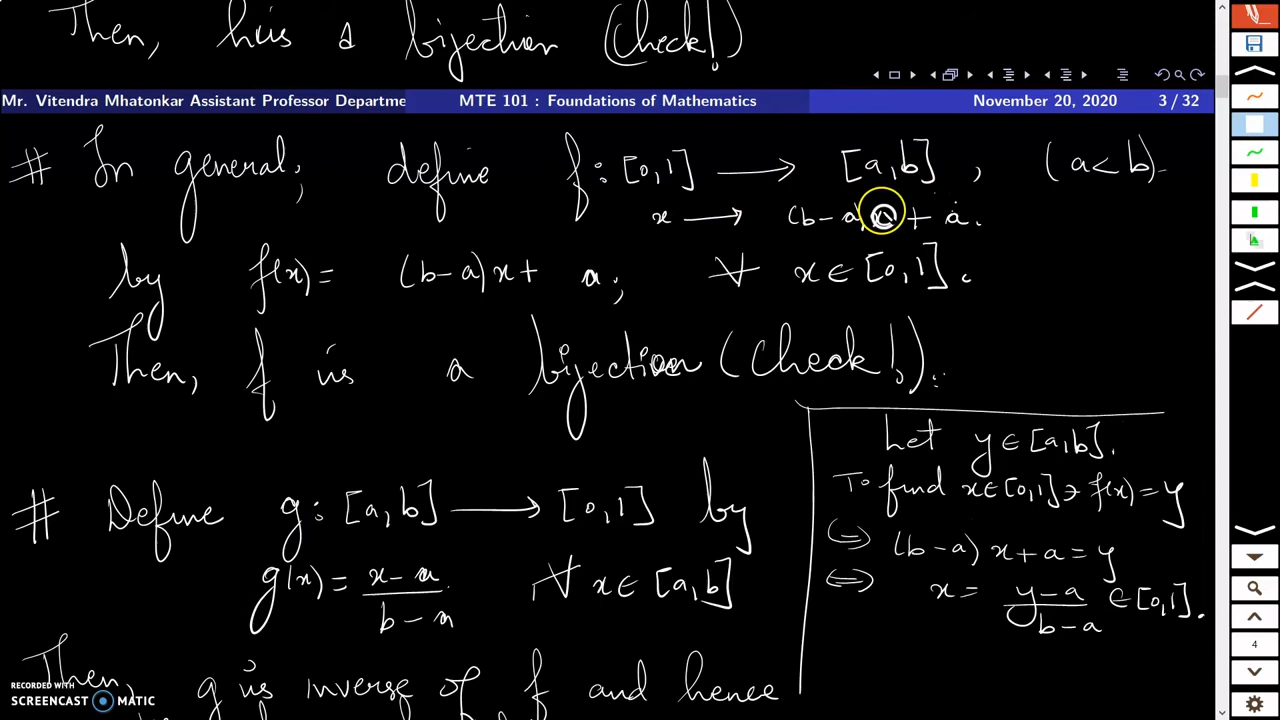 Then, h is a bijection (Check!)
Mr. Vitendra Mhatonkar Assistant Professor Departme MTE 101 : Foundations of Mathematics November 20, 2020 3 / 32
# In general, define f: [0,1] → [a,b], (a<b).
x → (b-a) + a.
by f(x) = (b-a)x + a; ∀ x ∈ [0,1].
Then, f is a bijection (Check!).
Let y ∈ [a,b].
To find x ∈ [0,1] ∋ f(x) = y
⇔ (b-a) x + a = y
⇔ x = y-a / b-a ∈ [0,1].
# Define g: [a,b] → [0,1] by
g(x) = x-a / b-a ∀ x ∈ [a,b]
Then, g is inverse of f and hence
RECORDED WITH
SCREENCAST MATIC
4